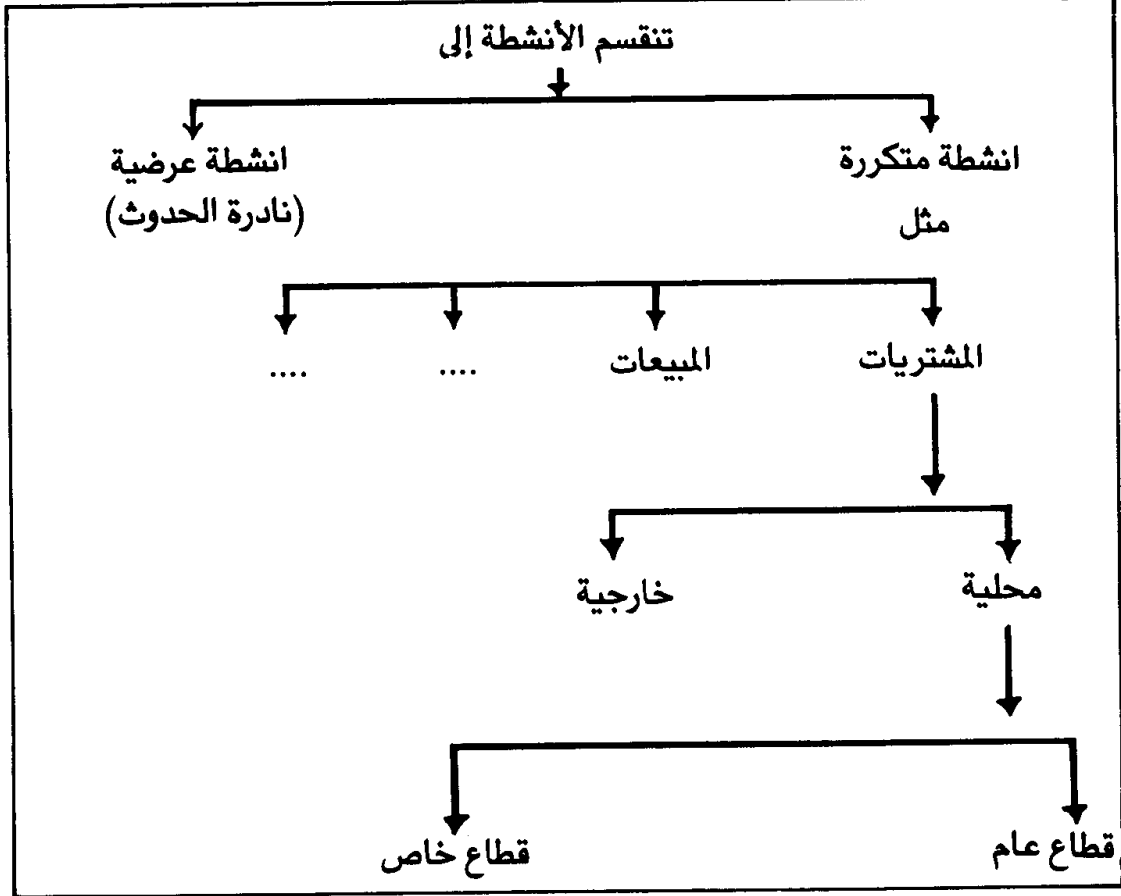 تنقسم الأنشطة إلى
انشطة متكررة
مثل
انشطة عرضية
(نادرة الحدوث)
المشتريات
المبيعات
....
....
محلية
خارجية
قطاع عام
قطاع خاص